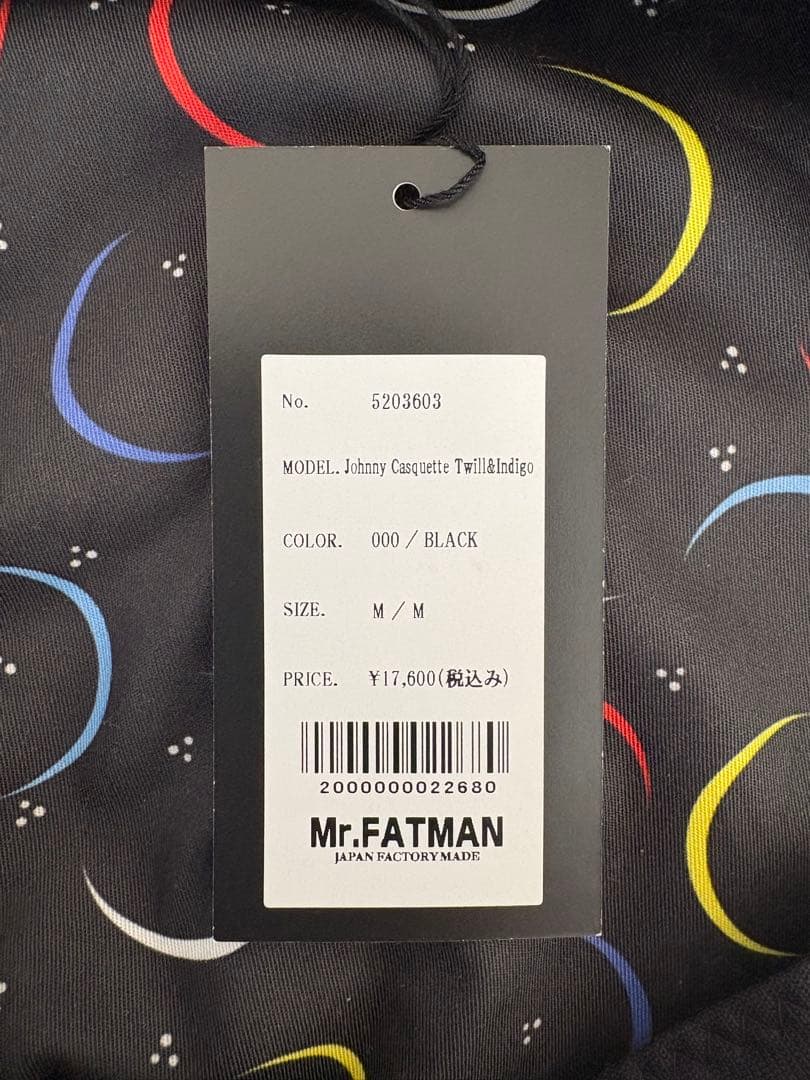 No. 5203603
MODEL. Johnny Casquette Twill&Indigo
COLOR. 000 / BLACK
SIZE. M / M
PRICE. ¥17,600(税込み)
2000000022680
Mr.FATMAN
JAPAN FACTORY MADE